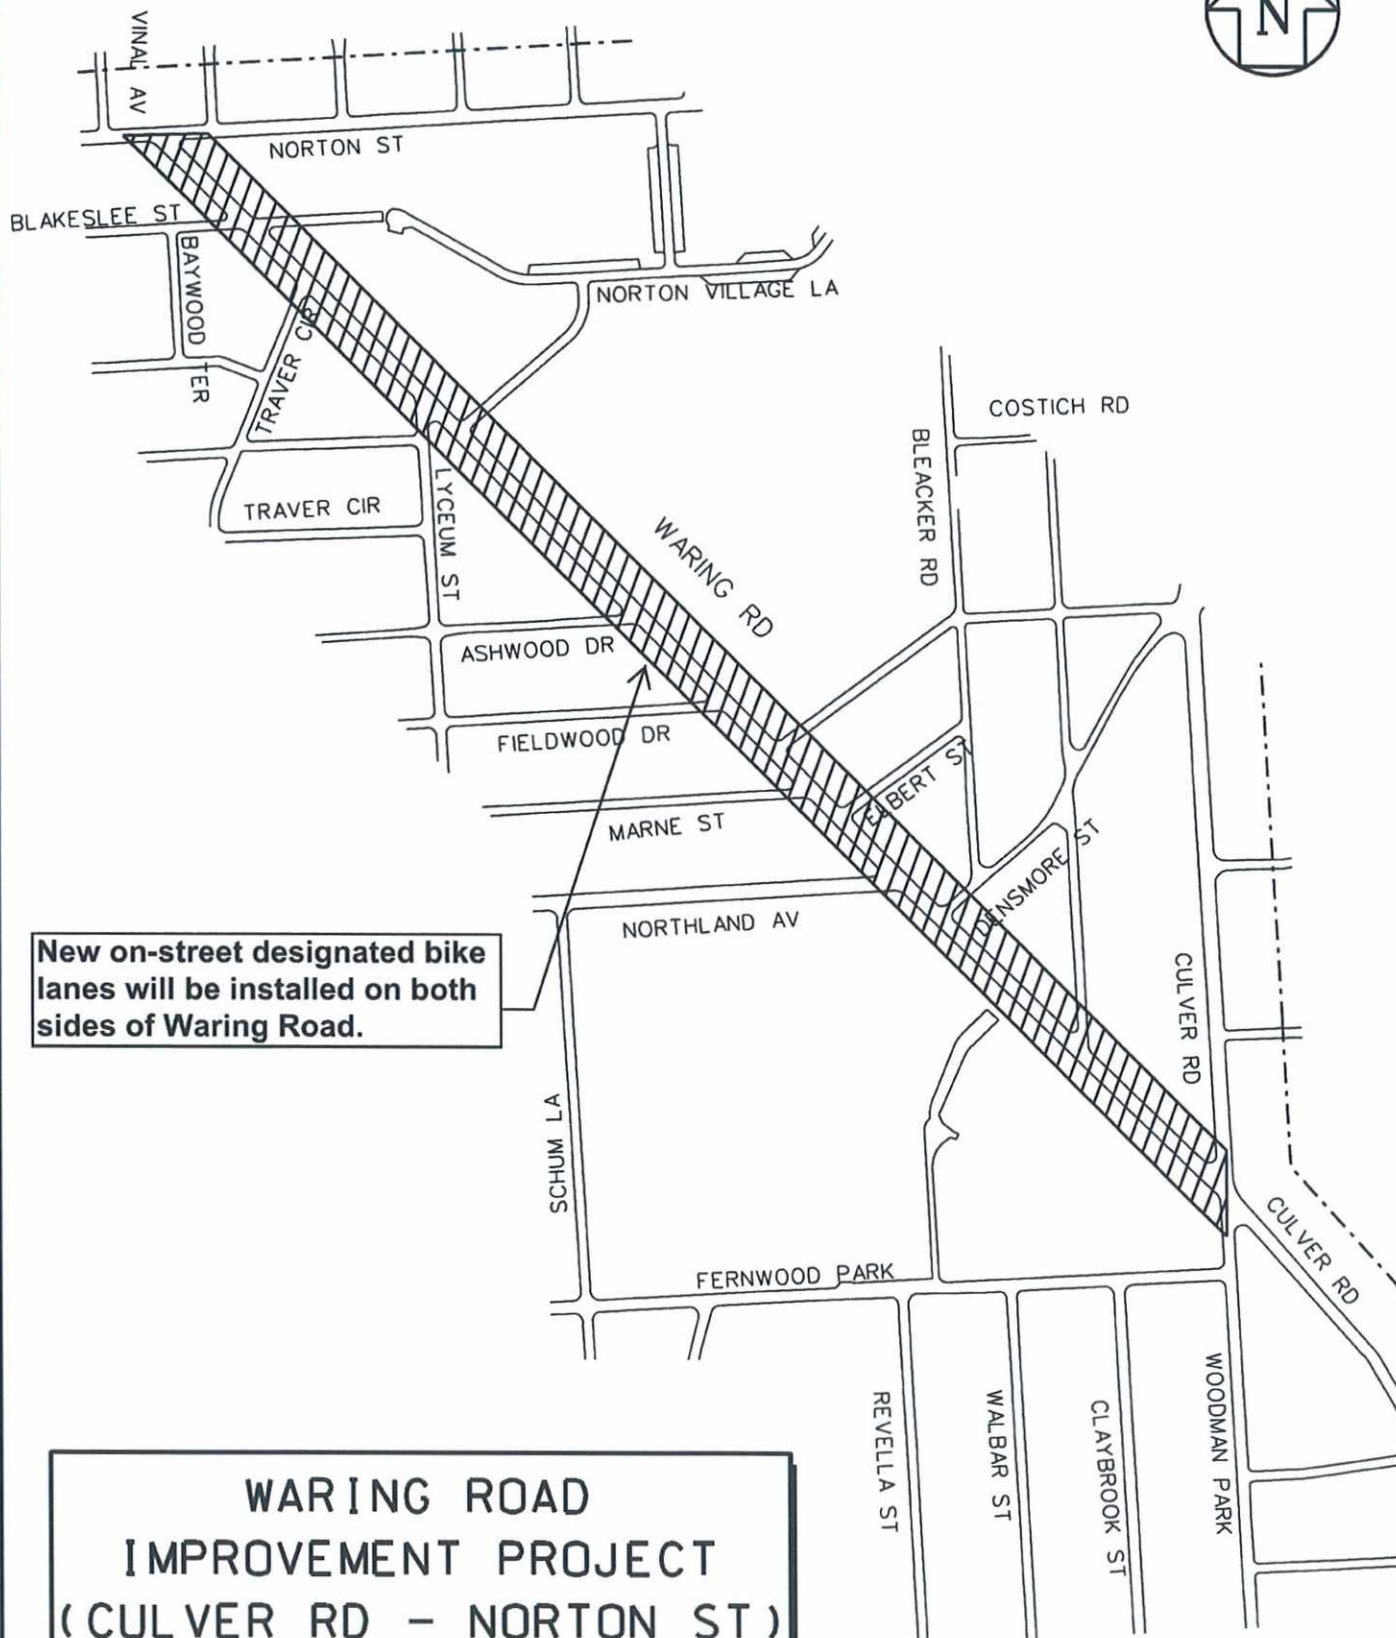 N
VINAL AV
NORTON ST
BLAKESLEE ST
BAYWOOD TER
TRAVER CIR
NORTON VILLAGE LA
COSTICH RD
BLEACKER RD
TRAVER CIR
LYCEUM ST
WARING RD
ASHWOOD DR
FIELDWOOD DR
ELBERT ST
MARNE ST
DENSMORE ST
NORTHLAND AV
New on-street designated bike
lanes will be installed on both
sides of Waring Road.
CULVER RD
SCHUM LA
CULVER RD
FERNWOOD PARK
REVELLA ST
WALBAR ST
CLAYBROOK ST
WOODMAN PARK
WARING ROAD
IMPROVEMENT PROJECT
(CULVER RD - NORTON ST)